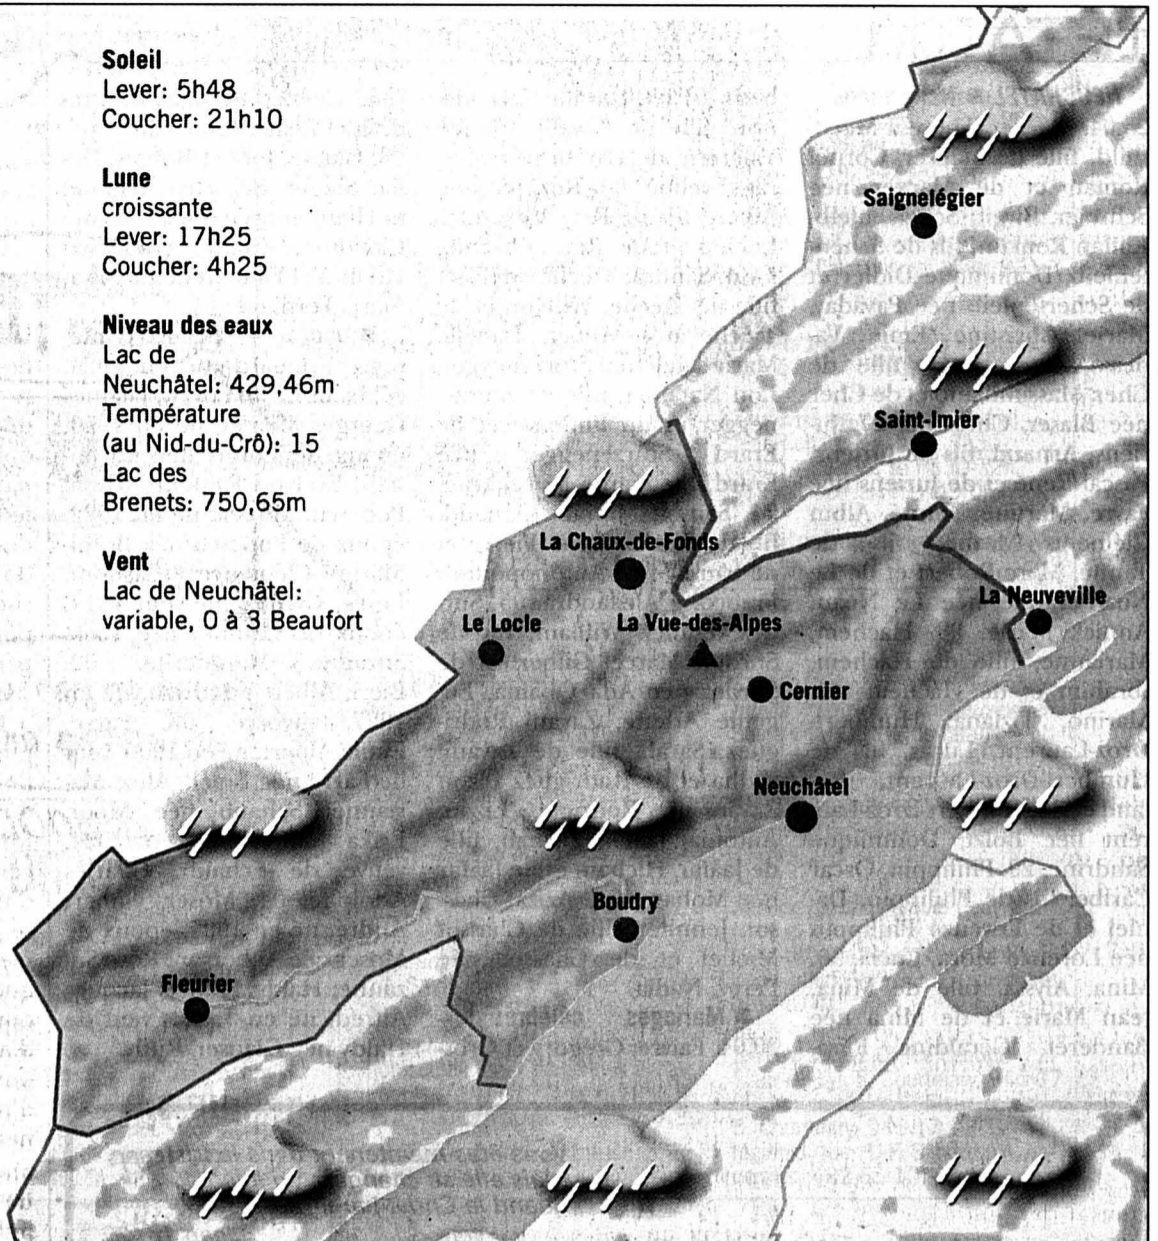 Soleil
Lever: 5h48
Coucher: 21h10
Lune
croissante
Lever: 17h25
Coucher: 4h25
Niveau des eaux
Lac de
Neuchâtel: 429,46m
Température
(au Nid-du-Crô): 15
Lac des
Brenets: 750,65m
Vent
Lac de Neuchâtel:
variable, 0 à 3 Beaufort
Saignelégier
Saint-Imier
La Chaux-de-Fonds
La Neuveville
Le Locle
La Vue-des-Alpes
Cernier
Neuchâtel
Boudry
Fleurier